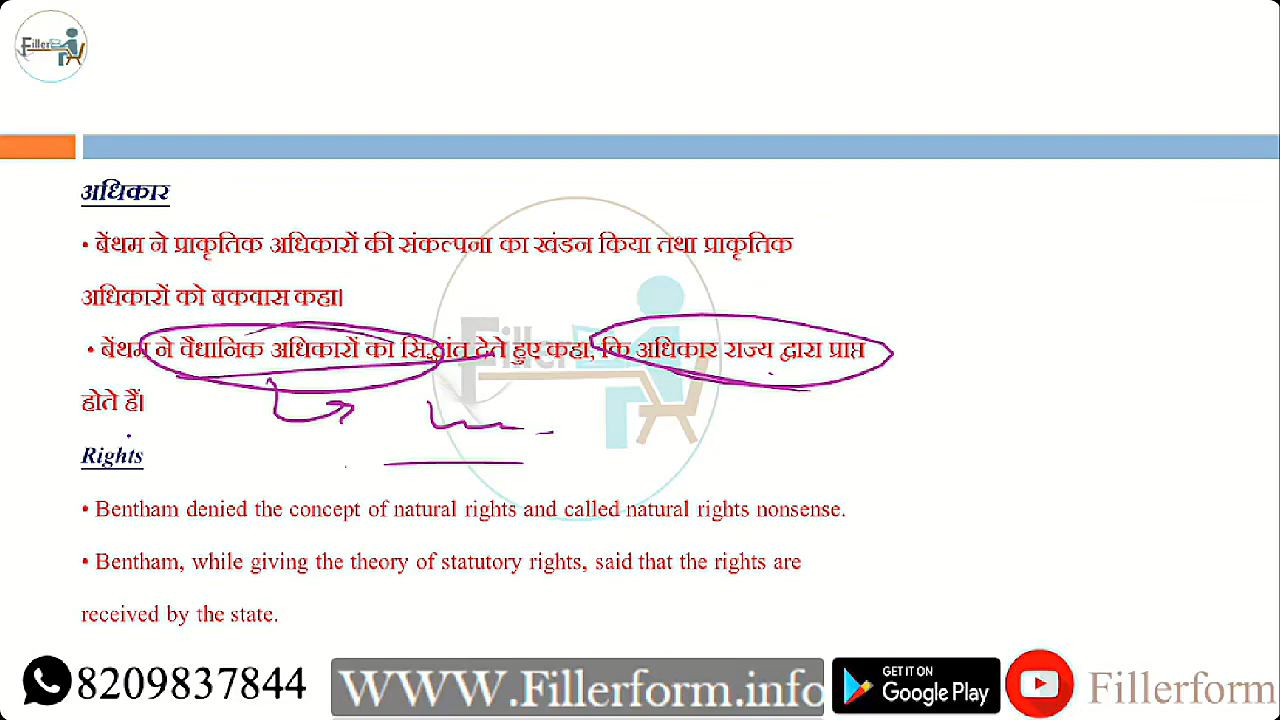 Filler
अधिकार
• बेंथम ने प्राकृतिक अधिकारों की संकल्पना का खंडन किया तथा प्राकृतिक
अधिकारों को बकवास कहा।
• बेंथम ने वैधानिक अधिकारों का सिद्धांत देते हुए कहा, कि अधिकार राज्य द्वारा प्राप्त
होते हैं।
Rights
• Bentham denied the concept of natural rights and called natural rights nonsense.
• Bentham, while giving the theory of statutory rights, said that the rights are
received by the state.
8209837844
WWW.Fillerform.info
GET IT ON
Google Play
Fillerform